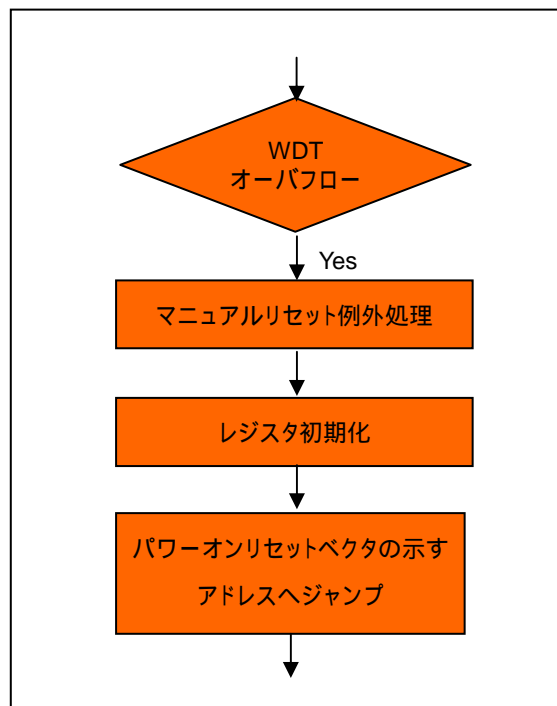 WDT
オーバフロー
Yes
マニュアルリセット例外処理
レジスタ初期化
パワーオンリセットベクタの示す
アドレスへジャンプ